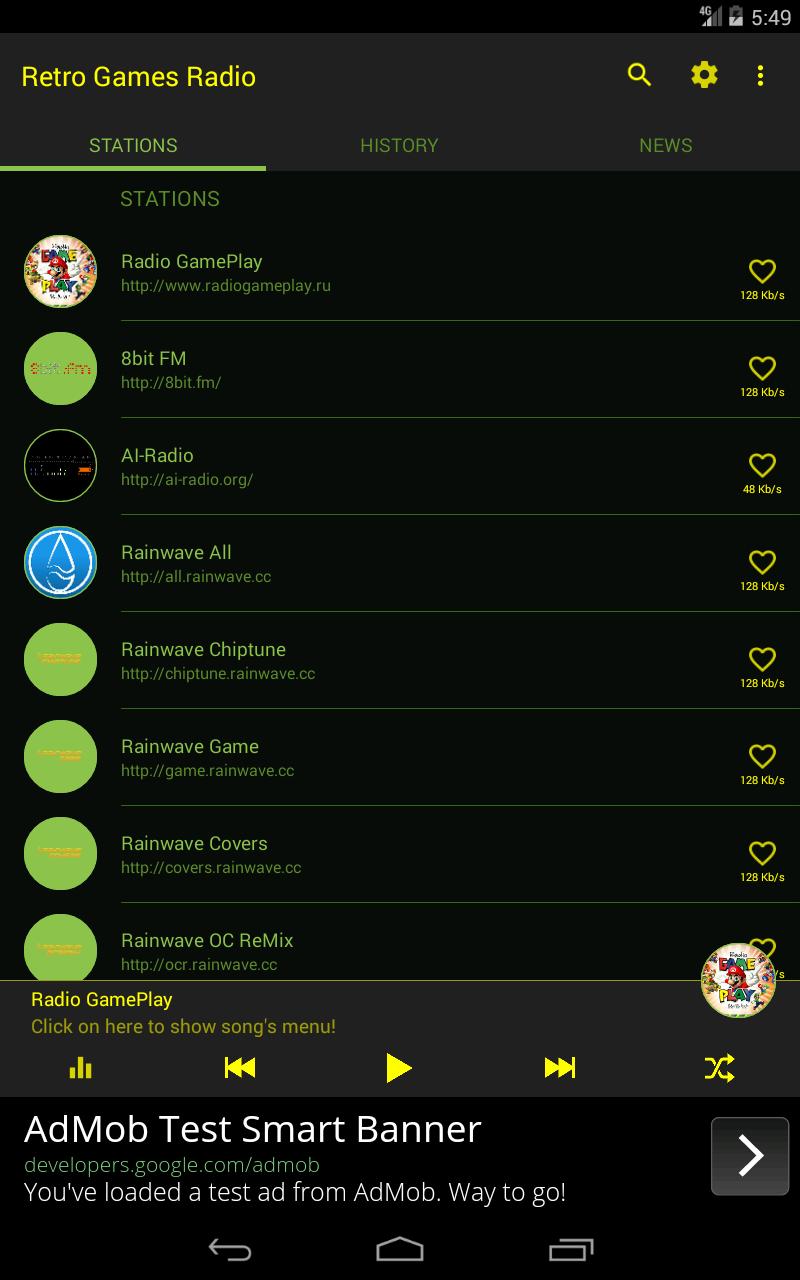 4G 5:49
Retro Games Radio
STATIONS HISTORY NEWS
STATIONS
Radio GamePlay
http://www.radiogameplay.ru
128 Kb/s
8bit FM
http://8bit.fm/
128 Kb/s
AI-Radio
http://ai-radio.org/
48 Kb/s
Rainwave All
http://all.rainwave.cc
128 Kb/s
Rainwave Chiptune
http://chiptune.rainwave.cc
128 Kb/s
Rainwave Game
http://game.rainwave.cc
128 Kb/s
Rainwave Covers
http://covers.rainwave.cc
128 Kb/s
Rainwave OC ReMix
http://ocr.rainwave.cc
GAME
PLAY
Radio GamePlay
Click on here to show song's menu!
AdMob Test Smart Banner
developers.google.com/admob
You've loaded a test ad from AdMob. Way to go!